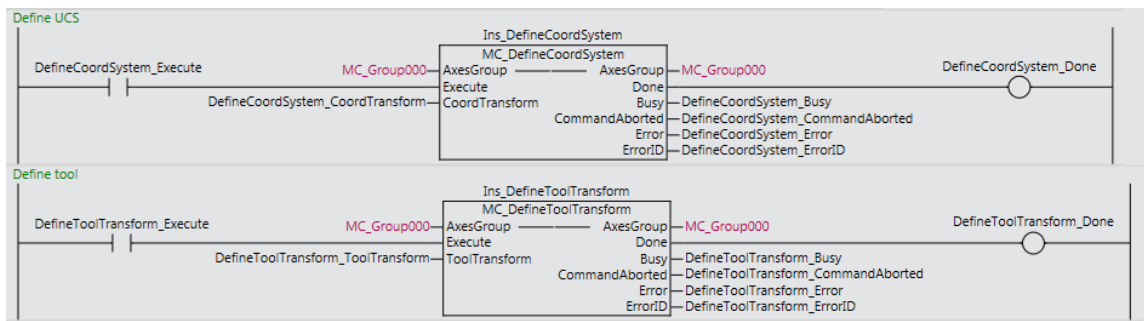 Define UCS
Ins_DefineCoordSystem
MC_DefineCoordSystem
DefineCoordSystem_Execute MC_Group000 AxesGroup AxesGroup MC_Group000 DefineCoordSystem_Done
Execute Done
DefineCoordSystem_CoordTransform CoordTransform Busy DefineCoordSystem_Busy
CommandAborted DefineCoordSystem_CommandAborted
Error DefineCoordSystem_Error
ErrorID DefineCoordSystem_ErrorID
Define tool
Ins_DefineToolTransform
MC_DefineToolTransform
DefineToolTransform_Execute MC_Group000 AxesGroup AxesGroup MC_Group000 DefineToolTransform_Done
Execute Done
DefineToolTransform_ToolTransform ToolTransform Busy DefineToolTransform_Busy
CommandAborted DefineToolTransform_CommandAborted
Error DefineToolTransform_Error
ErrorID DefineToolTransform_ErrorID